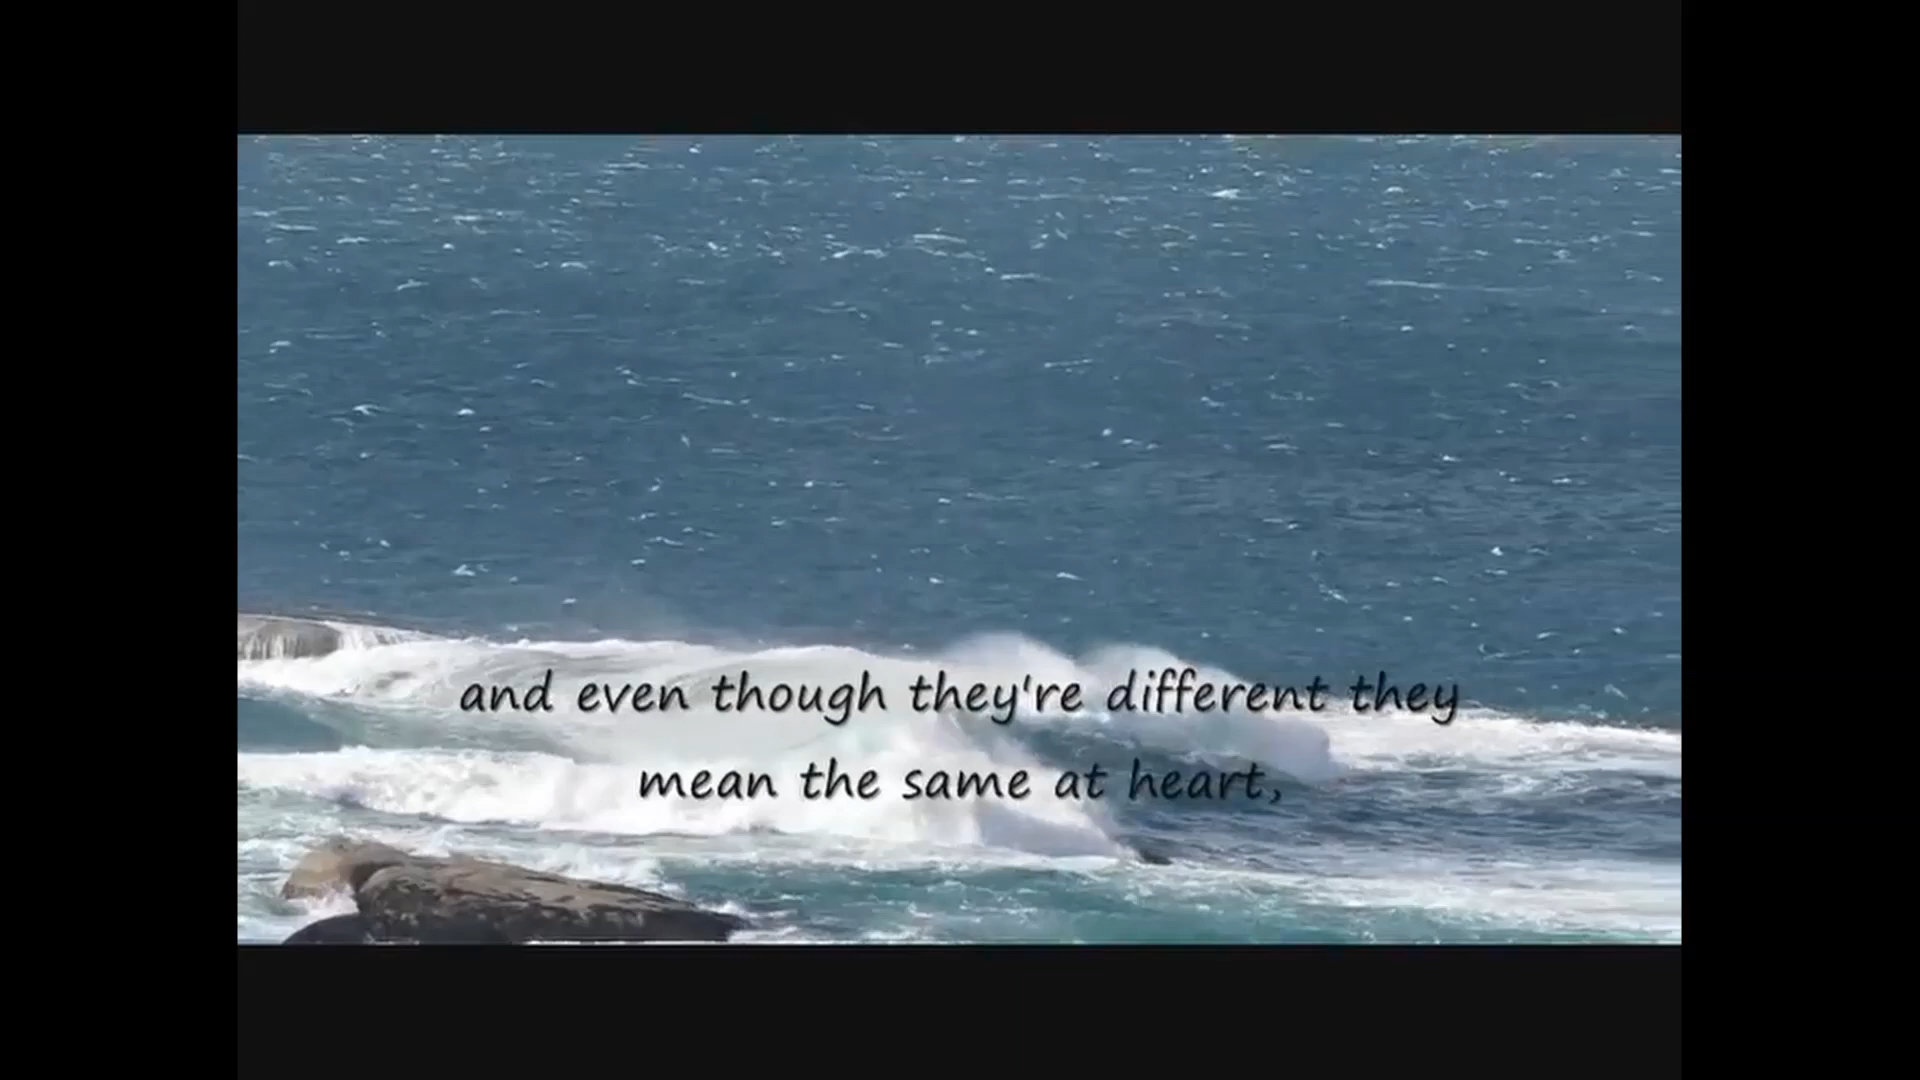 and even though they're different they
mean the same at heart,